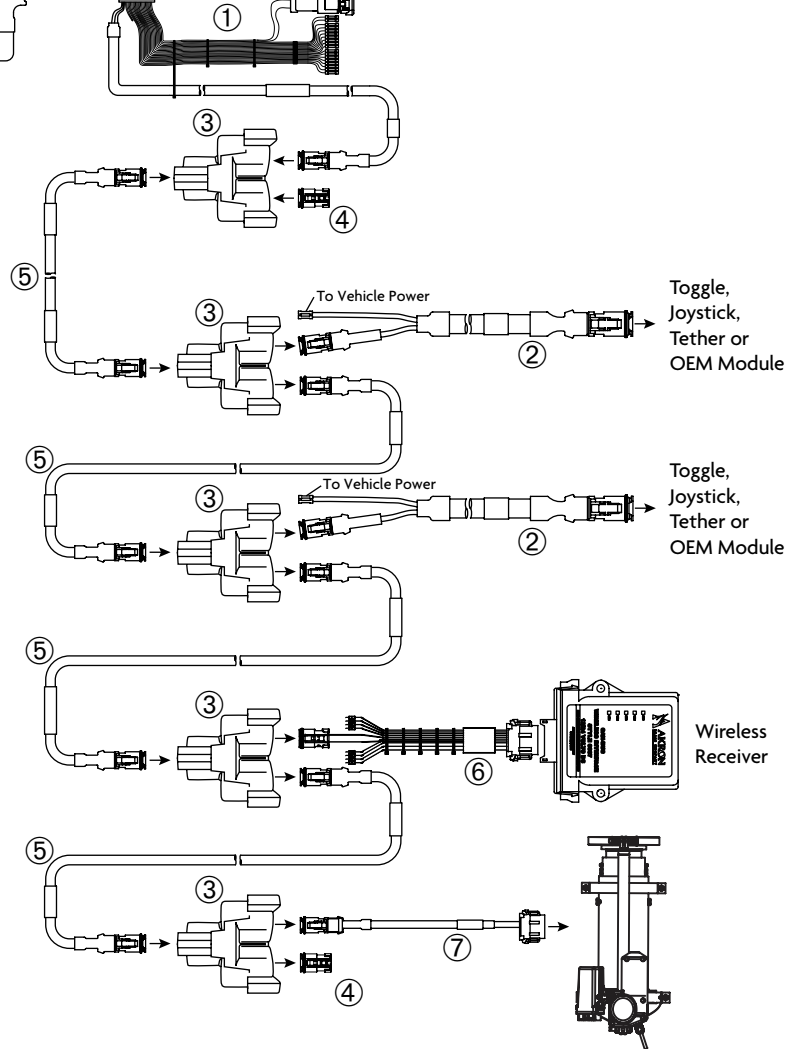 ①
③
④
⑤
③
To Vehicle Power
②
Toggle,
Joystick,
Tether or
OEM Module
⑤
③
To Vehicle Power
②
Toggle,
Joystick,
Tether or
OEM Module
⑤
③
⑥
AKRON
Wireless
Receiver
⑤
③
⑦
④